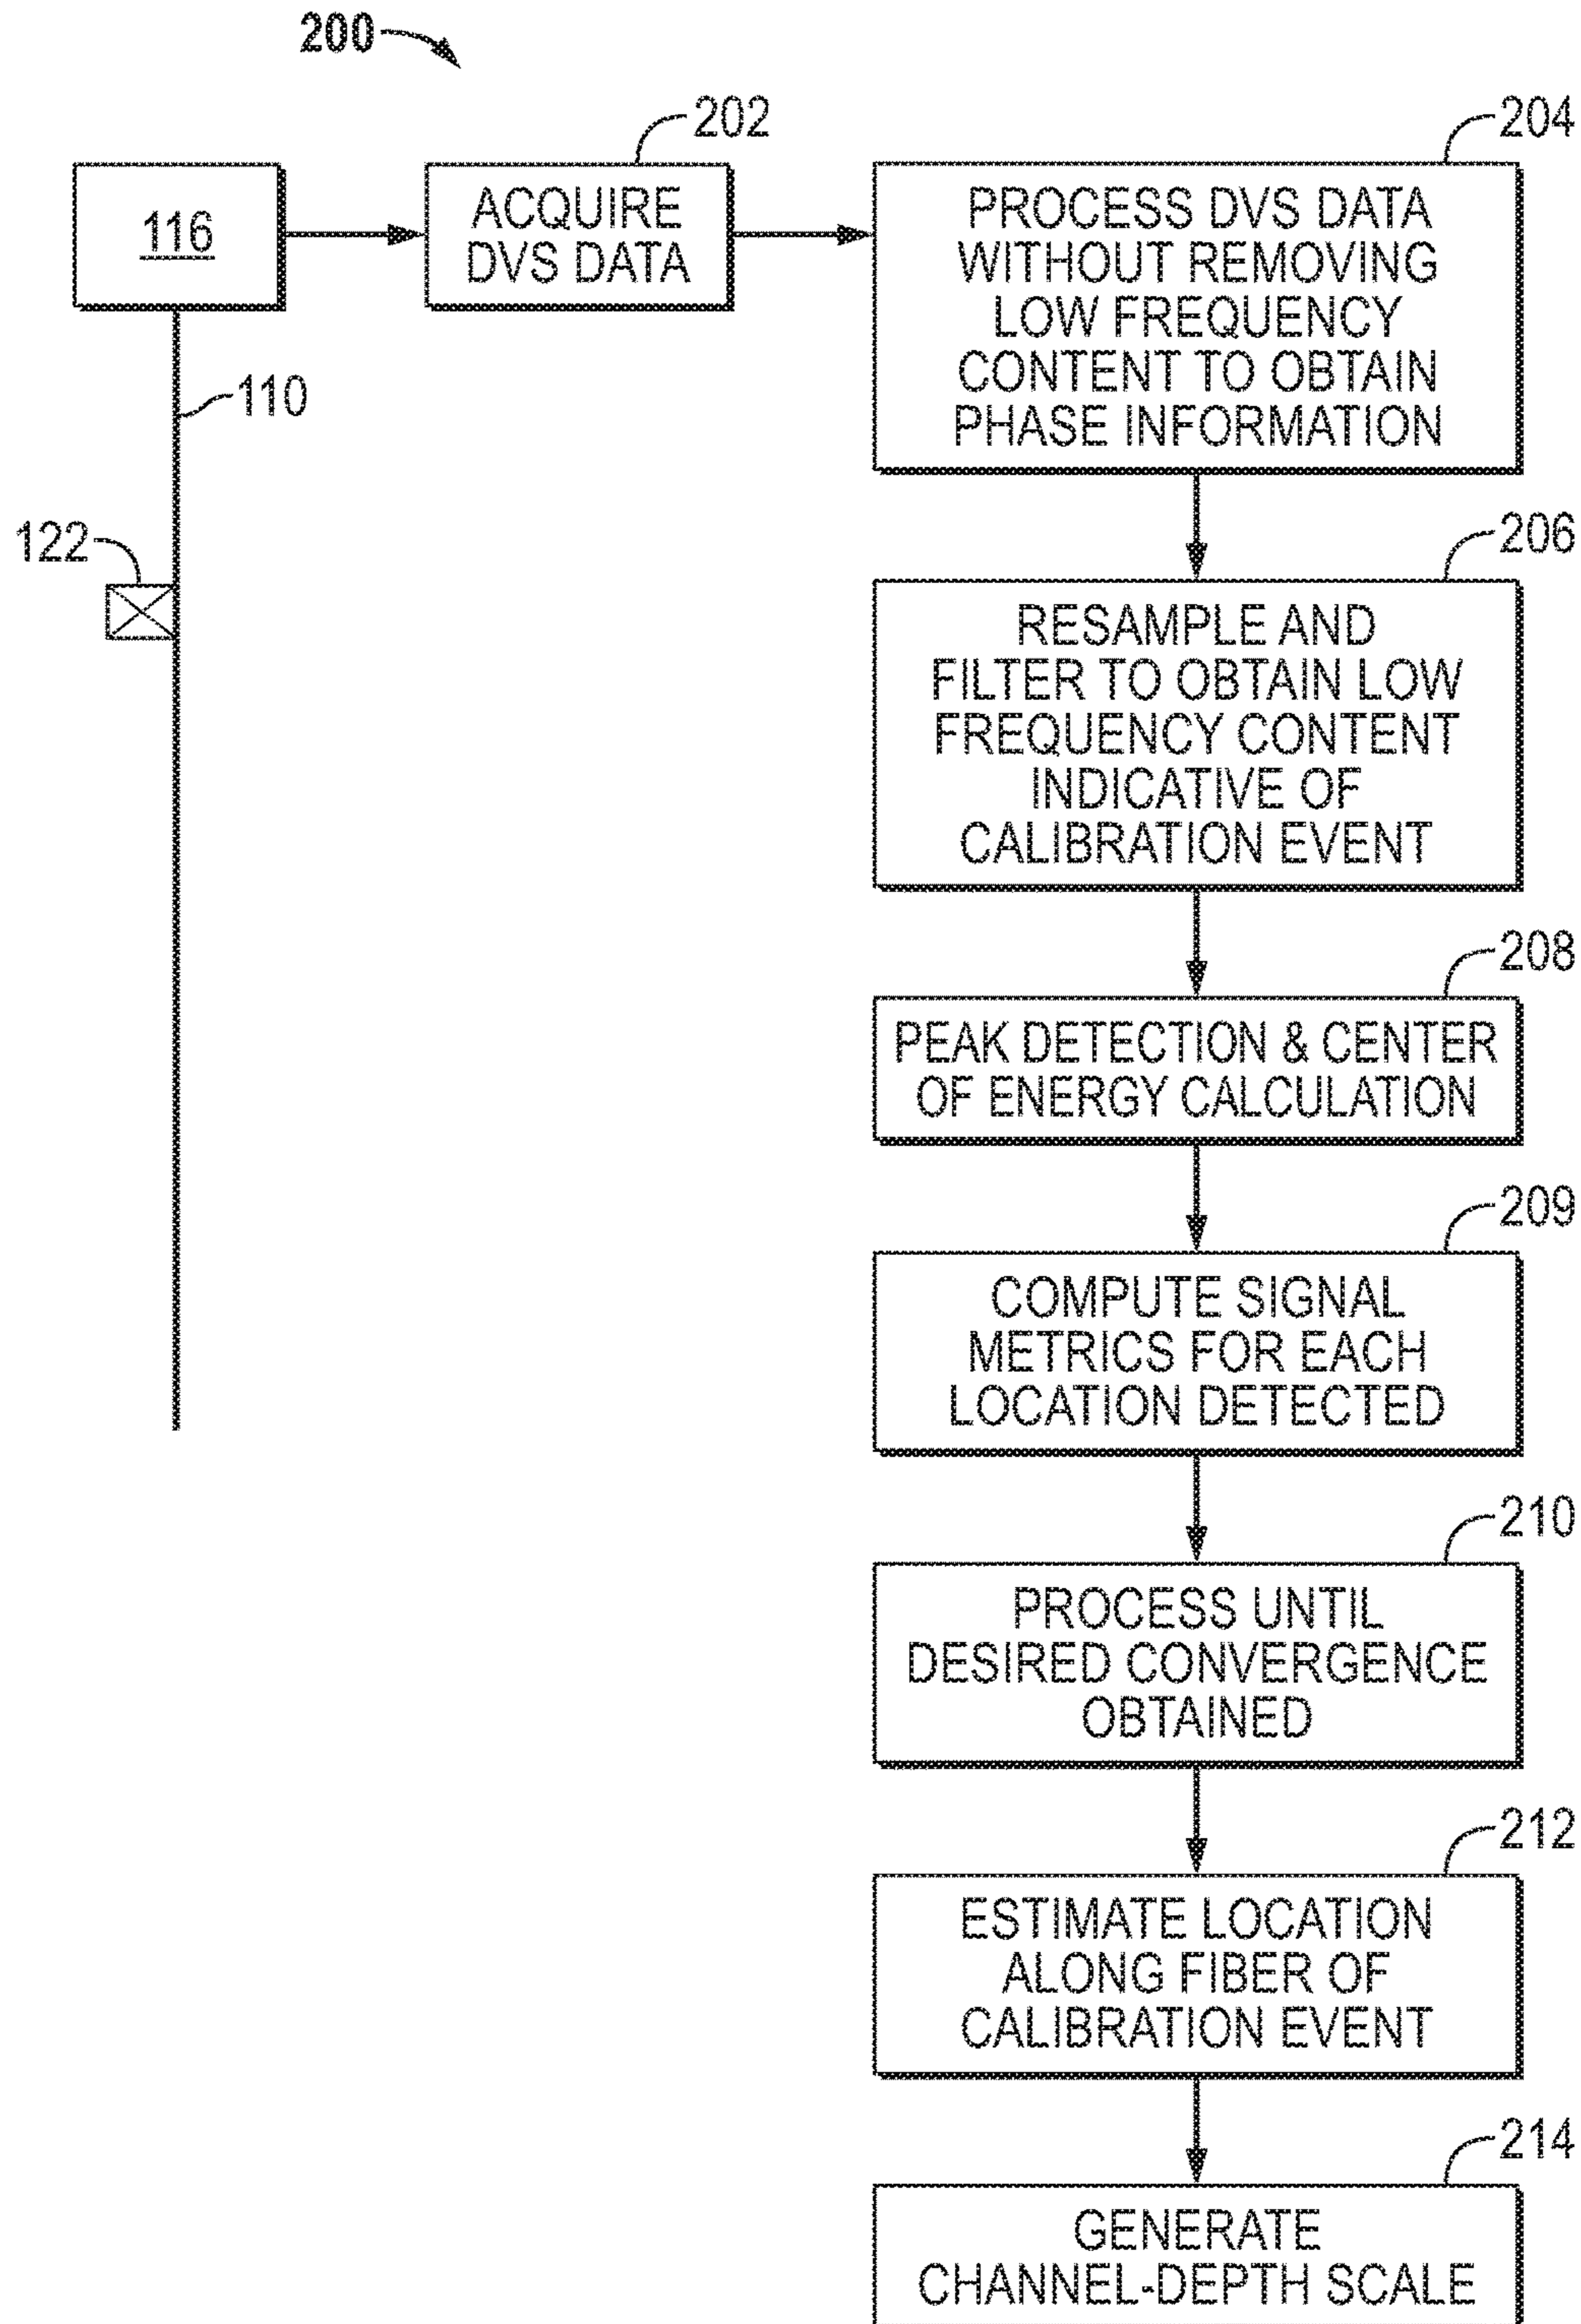 200
202
204
116
ACQUIRE
DVS DATA
PROCESS DVS DATA
WITHOUT REMOVING
LOW FREQUENCY
CONTENT TO OBTAIN
PHASE INFORMATION
110
122
206
RESAMPLE AND
FILTER TO OBTAIN LOW
FREQUENCY CONTENT
INDICATIVE OF
CALIBRATION EVENT
208
PEAK DETECTION & CENTER
OF ENERGY CALCULATION
209
COMPUTE SIGNAL
METRICS FOR EACH
LOCATION DETECTED
210
PROCESS UNTIL
DESIRED CONVERGENCE
OBTAINED
212
ESTIMATE LOCATION
ALONG FIBER OF
CALIBRATION EVENT
214
GENERATE
CHANNEL-DEPTH SCALE